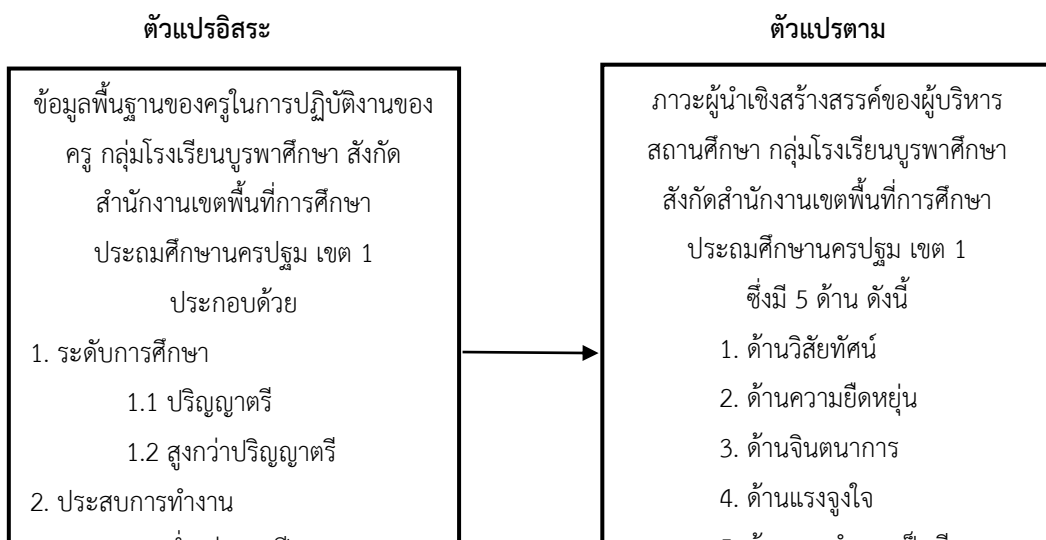 ตัวแปรอิสระ
ข้อมูลพื้นฐานของครูในการปฏิบัติงานของ
ครู กลุ่มโรงเรียนบูรพาศึกษา สังกัด
สำนักงานเขตพื้นที่การศึกษา
ประถมศึกษานครปฐม เขต 1
ประกอบด้วย
1. ระดับการศึกษา
1.1 ปริญญาตรี
1.2 สูงกว่าปริญญาตรี
2. ประสบการทำงาน
ตัวแปรตาม
ภาวะผู้นำเชิงสร้างสรรค์ของผู้บริหาร
สถานศึกษา กลุ่มโรงเรียนบูรพาศึกษา
สังกัดสำนักงานเขตพื้นที่การศึกษา
ประถมศึกษานครปฐม เขต 1
ซึ่งมี 5 ด้าน ดังนี้
1. ด้านวิสัยทัศน์
2. ด้านความยืดหยุ่น
3. ด้านจินตนาการ
4. ด้านแรงจูงใจ